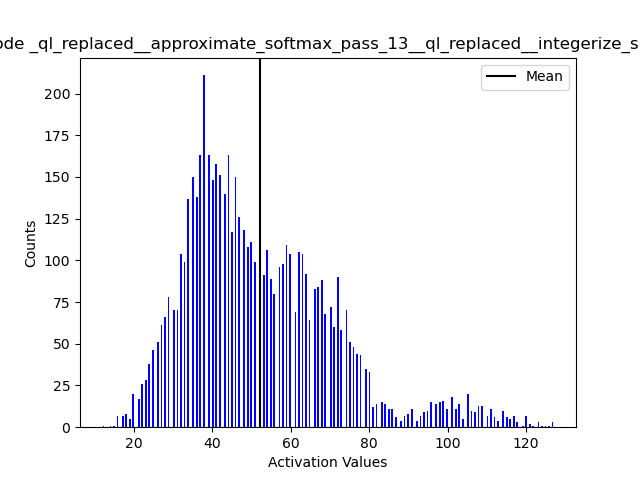 ode _ql_replaced__approximate_softmax_pass_13__ql_replaced__integerize_s
Mean
200
175
150
125
100
75
50
25
0
Counts
20 40 60 80 100 120
Activation Values